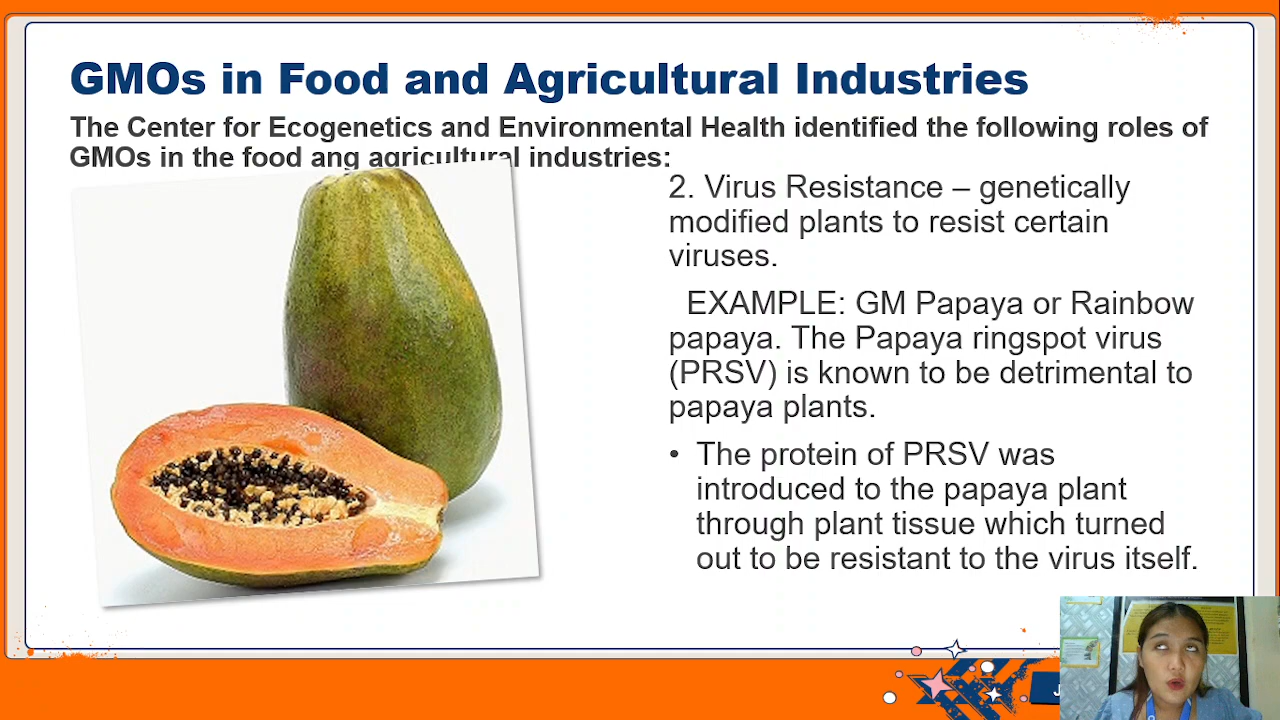 GMOs in Food and Agricultural Industries
The Center for Ecogenetics and Environmental Health identified the following roles of
GMOs in the food ang agricultural industries:
2. Virus Resistance – genetically
modified plants to resist certain
viruses.
EXAMPLE: GM Papaya or Rainbow
papaya. The Papaya ringspot virus
(PRSV) is known to be detrimental to
papaya plants.
• The protein of PRSV was
introduced to the papaya plant
through plant tissue which turned
out to be resistant to the virus itself.
J